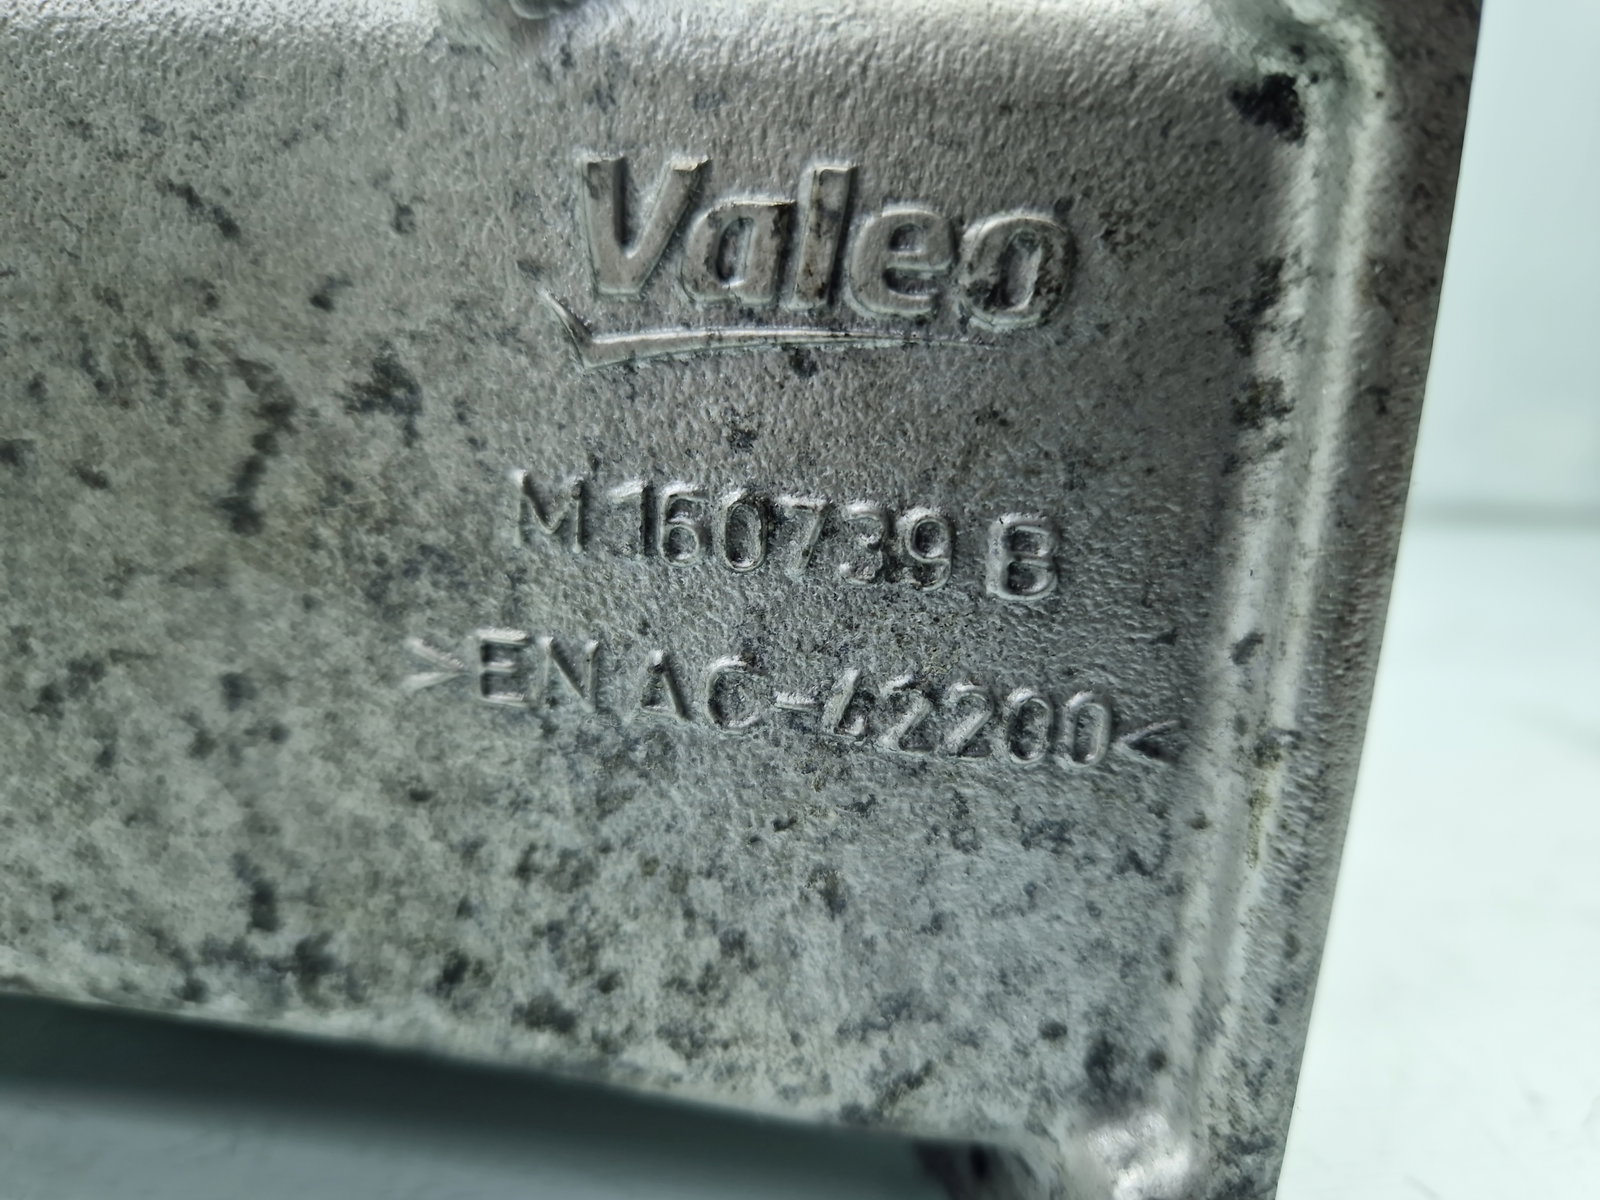 Valeo
M 160739 B
>EN AC-42200<